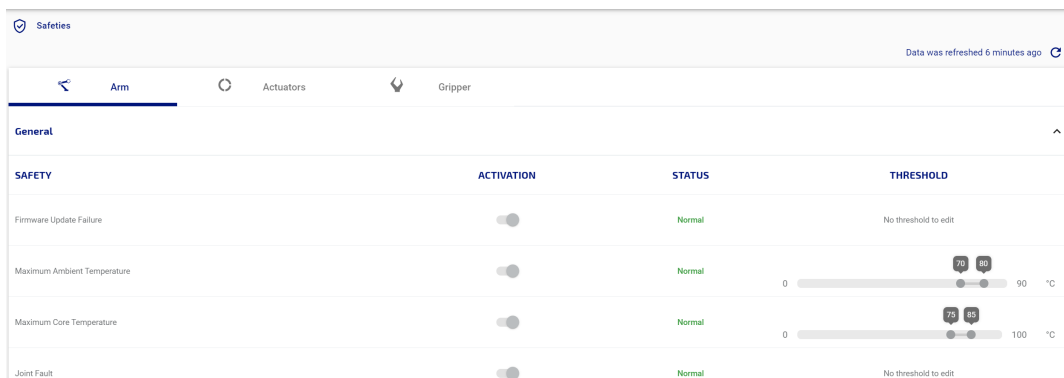 Safeties
Data was refreshed 6 minutes ago
Arm Actuators Gripper
General
SAFETY ACTIVATION STATUS THRESHOLD
Firmware Update Failure Normal No threshold to edit
70 80
Maximum Ambient Temperature Normal 0 90 °C
75 85
Maximum Core Temperature Normal 0 100 °C
Joint Fault Normal No threshold to edit